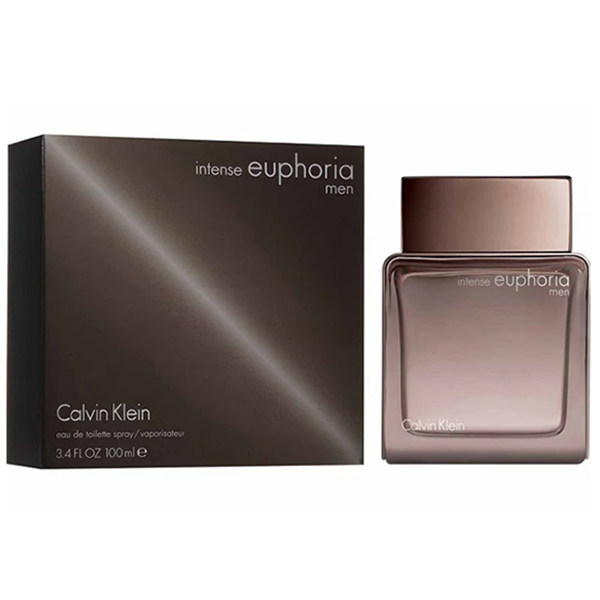 intense euphoria
men
Calvin Klein
eau de toilette spray/vaporisateur
3.4 FL OZ 100 ml ℮
intense euphoria
men
Calvin Klein